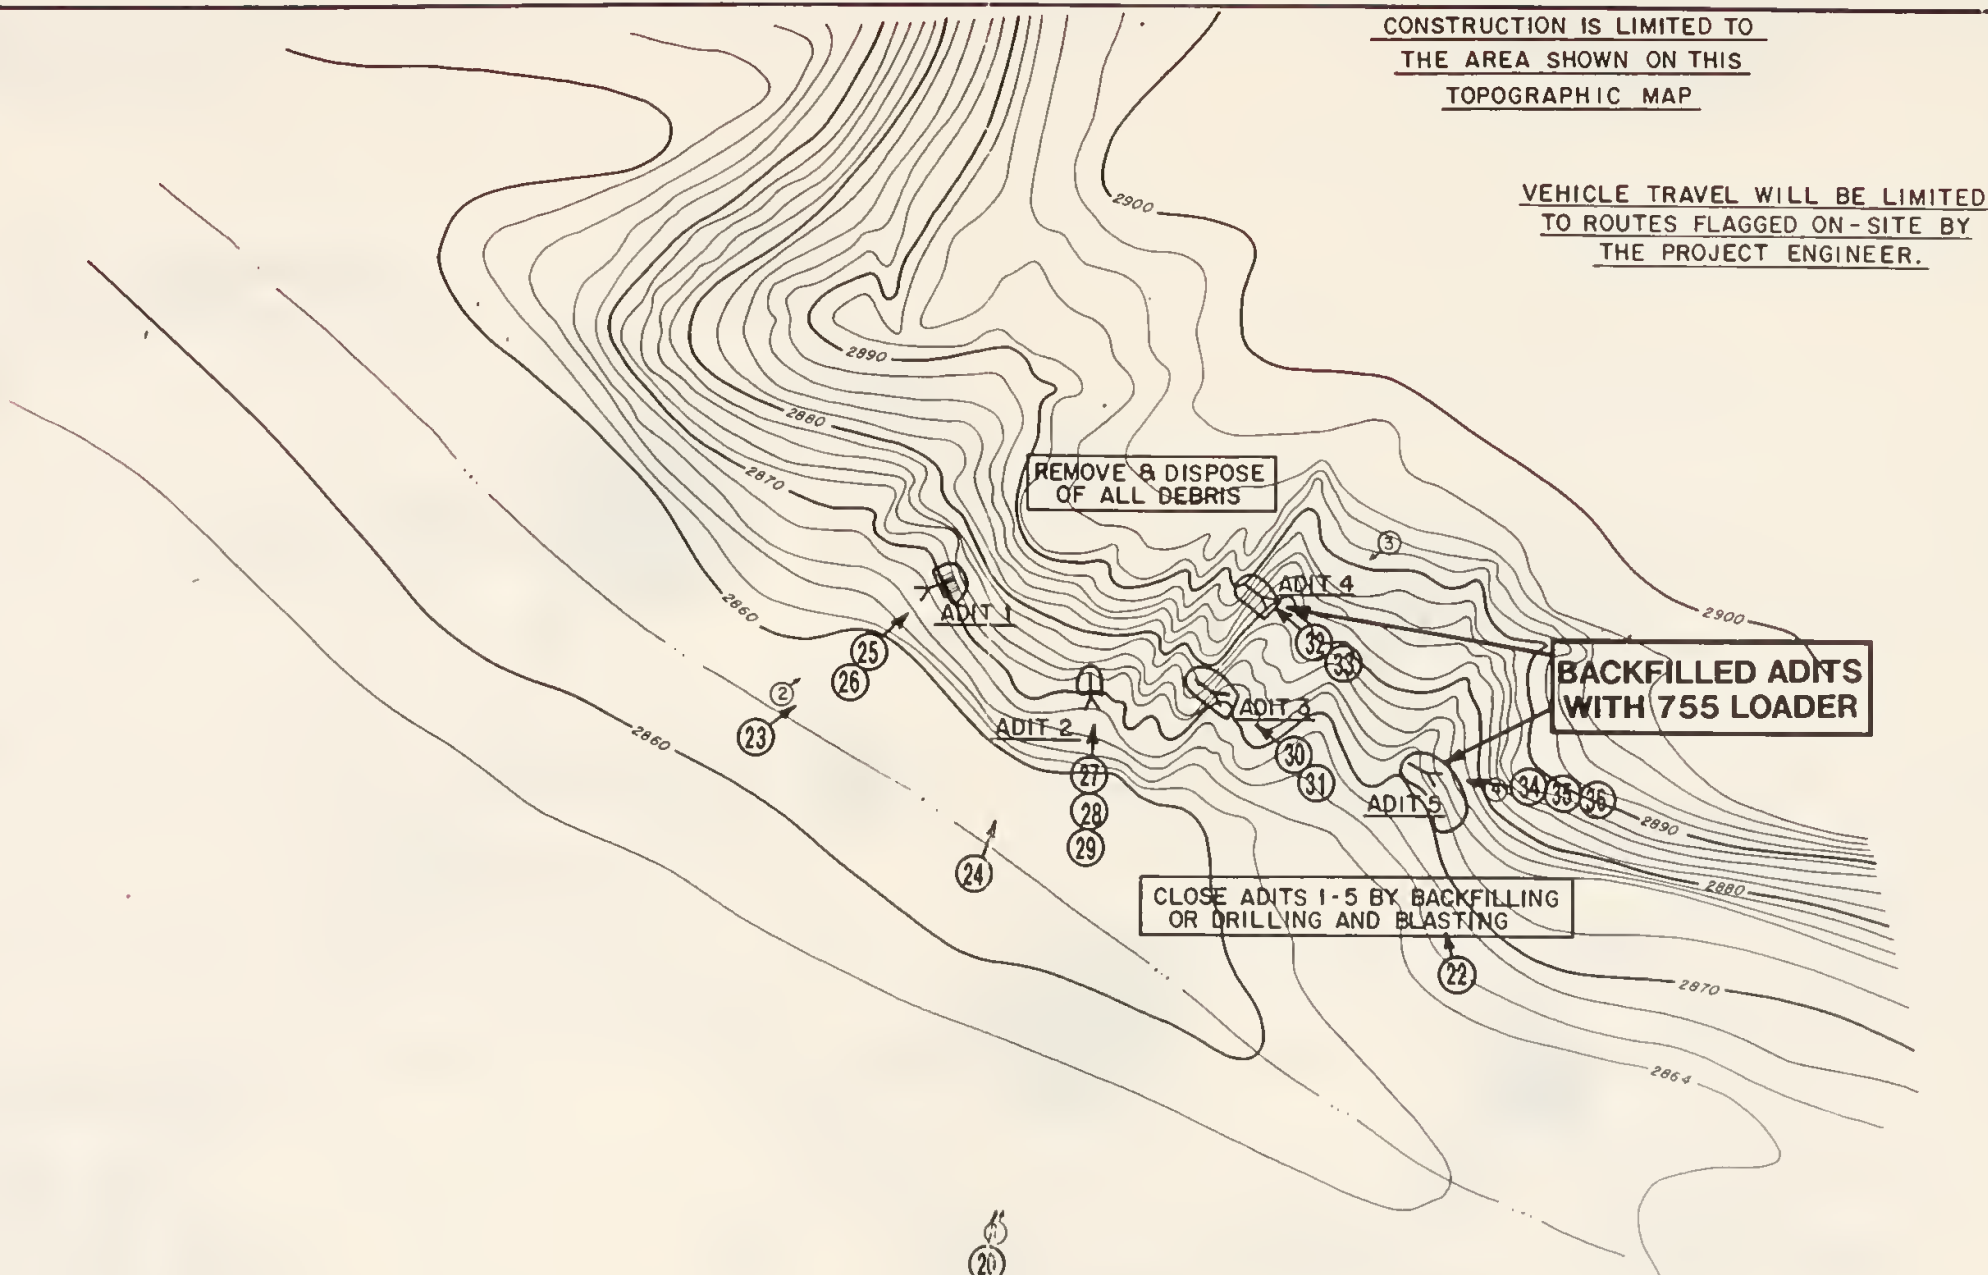 CONSTRUCTION IS LIMITED TO
THE AREA SHOWN ON THIS
TOPOGRAPHIC MAP
VEHICLE TRAVEL WILL BE LIMITED
TO ROUTES FLAGGED ON-SITE BY
THE PROJECT ENGINEER.
2900
2890
2880
2870
REMOVE & DISPOSE
OF ALL DEBRIS
3
ADIT 4
2860
ADIT 1
2900
32
33
25
26
BACKFILLED ADITS
WITH 755 LOADER
2
23
2860
ADIT 2
ADIT 3
30
31
27
28
29
ADIT 5
34
35
36
2890
24
2880
CLOSE ADITS 1-5 BY BACKFILLING
OR DRILLING AND BLASTING
22
2870
2864
20